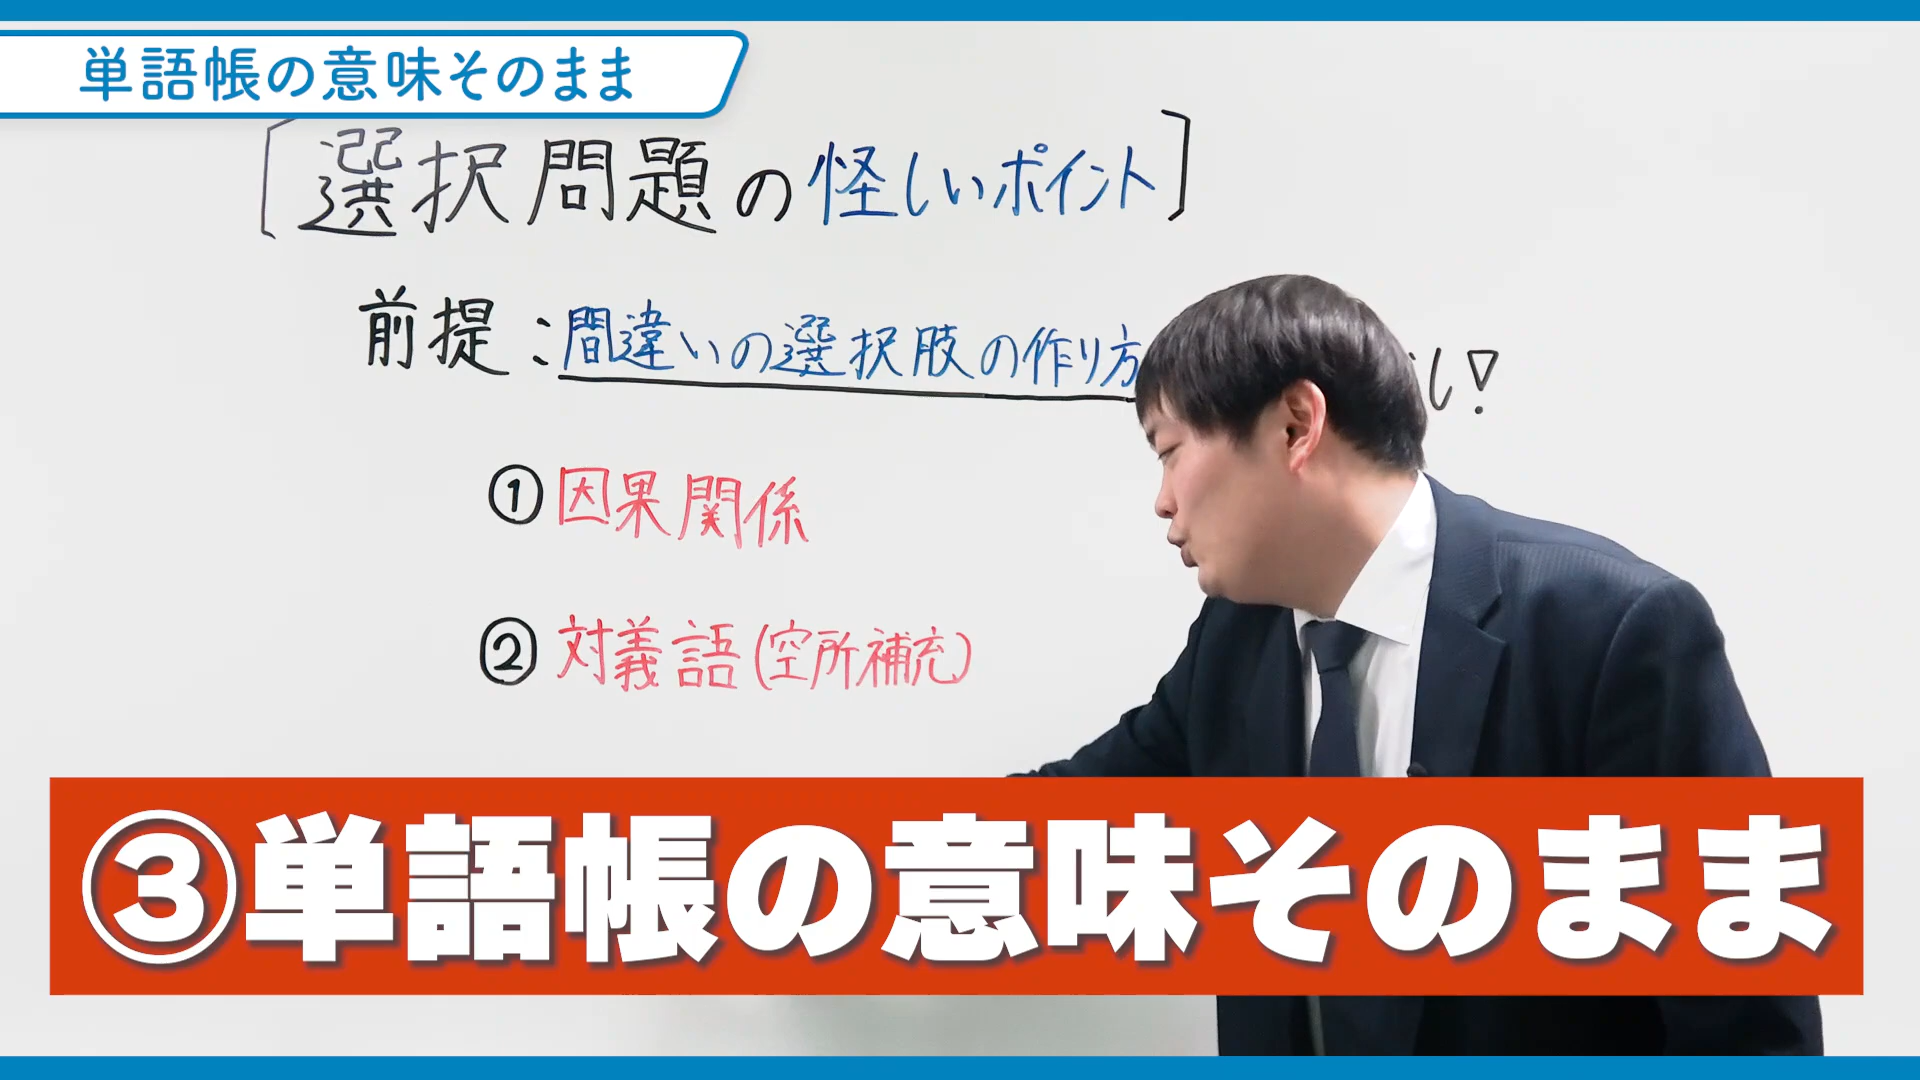 単語帳の意味そのまま
[選択問題の怪しいポイント]
前提：間違いの選択肢の作り方 し!
①因果関係
②対義語(空所補充)
③単語帳の意味そのまま